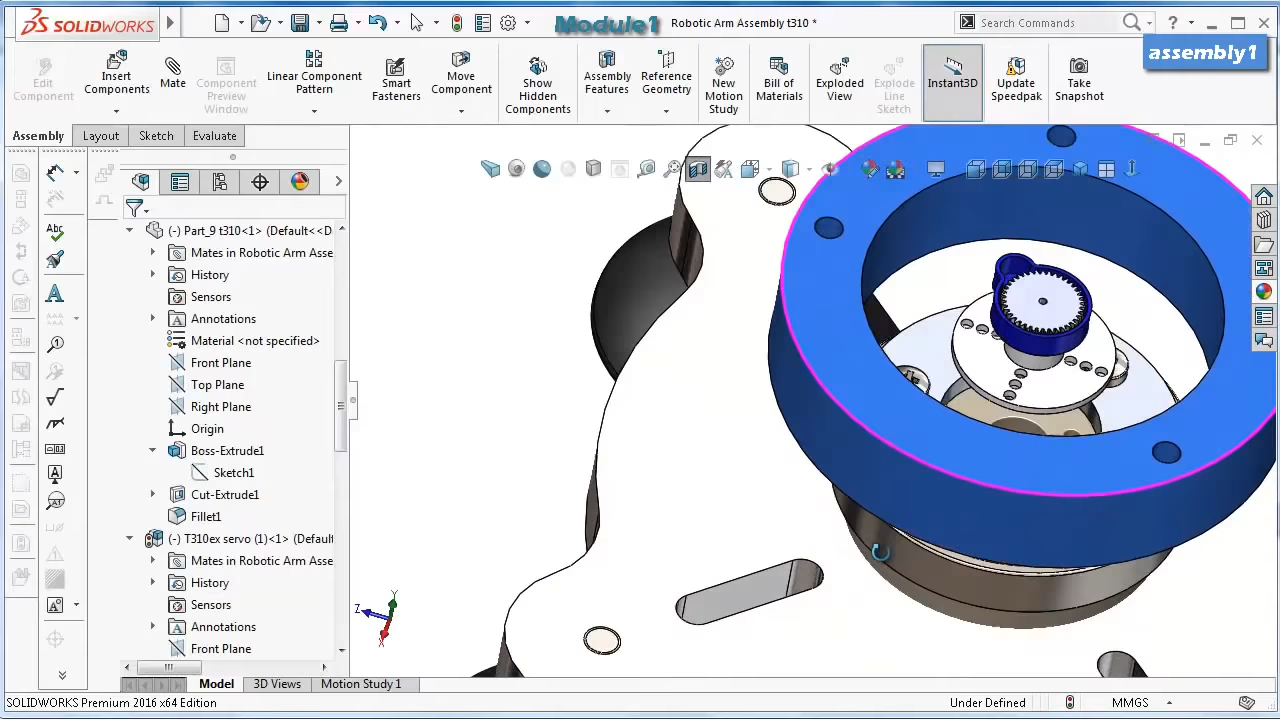 SOLIDWORKS
Module1
Robotic Arm Assembly t310 *
Search Commands
assembly1
Edit Component
Insert Components
Mate
Component Preview Window
Linear Component Pattern
Smart Fasteners
Move Component
Show Hidden Components
Assembly Features
Reference Geometry
New Motion Study
Bill of Materials
Exploded View
Explode Line Sketch
Instant3D
Update Speedpak
Take Snapshot
Assembly
Layout
Sketch
Evaluate
(-) Part_9 t310<1> (Default<<D
Mates in Robotic Arm Asse
History
Sensors
Annotations
Material <not specified>
Front Plane
Top Plane
Right Plane
Origin
Boss-Extrude1
Sketch1
Cut-Extrude1
Fillet1
(-) T310ex servo (1)<1> (Default
Mates in Robotic Arm Asse
History
Sensors
Annotations
Front Plane
Z
Y
X
Model
3D Views
Motion Study 1
SOLIDWORKS Premium 2016 x64 Edition
Under Defined
MMGS